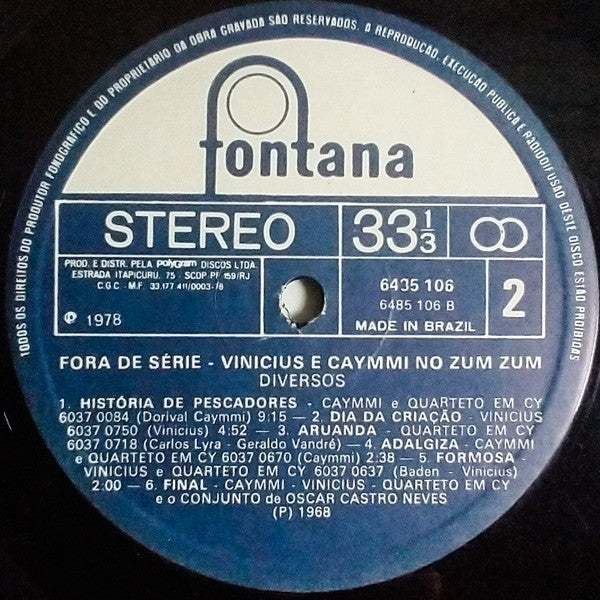 TODOS OS DIREITOS DO PRODUTOR FONOGRÁFICO E DO PROPRIETÁRIO DA OBRA GRAVADA SÃO RESERVADOS. A REPRODUÇÃO, EXECUÇÃO PÚBLICA E RADIODIFUSÃO DESTE DISCO ESTÃO PROIBIDAS
fontana
STEREO
33 1/3
PROD. E DISTR. PELA polyGram DISCOS LTDA.
ESTRADA ITAPICURU, 75 - SCDP-PF 159/RJ
C.G.C. - M.F. 33.177.411/0003-/8
℗ 1978
6485 106
6485 106 B
MADE IN BRAZIL
2
FORA DE SÉRIE - VINICIUS E CAYMMI NO ZUM ZUM
DIVERSOS
1. HISTÓRIA DE PESCADORES - CAYMMI e QUARTETO EM CY
6037 0084 (Dorival Caymmi) 9:15 — 2. DIA DA CRIAÇÃO - VINICIUS
6037 0750 (Vinicius) 4:52 — 3. ARUANDA - QUARTETO EM CY
6037 0718 (Carlos Lyra - Geraldo Vandré) — 4. ADALGIZA - CAYMMI
e QUARTETO EM CY 6037 0670 (Caymmi) 2:38 — 5. FORMOSA -
VINICIUS e QUARTETO EM CY 6037 0637 (Baden - Vinicius)
2:00 — 6. FINAL - CAYMMI - VINICIUS - QUARTETO EM CY
e o CONJUNTO de OSCAR CASTRO NEVES
(P) 1968